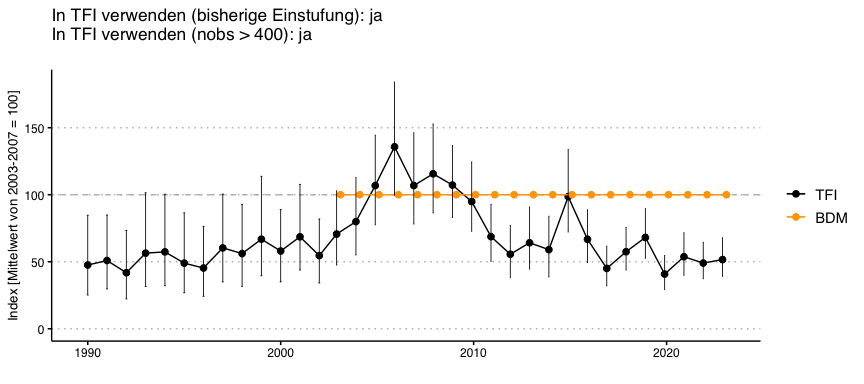 In TFI verwenden (bisherige Einstufung): ja
In TFI verwenden (nobs > 400): ja
Index [Mittelwert von 2003-2007 = 100]
150
100
50
0
1990
2000
2010
2020
TFI
BDM